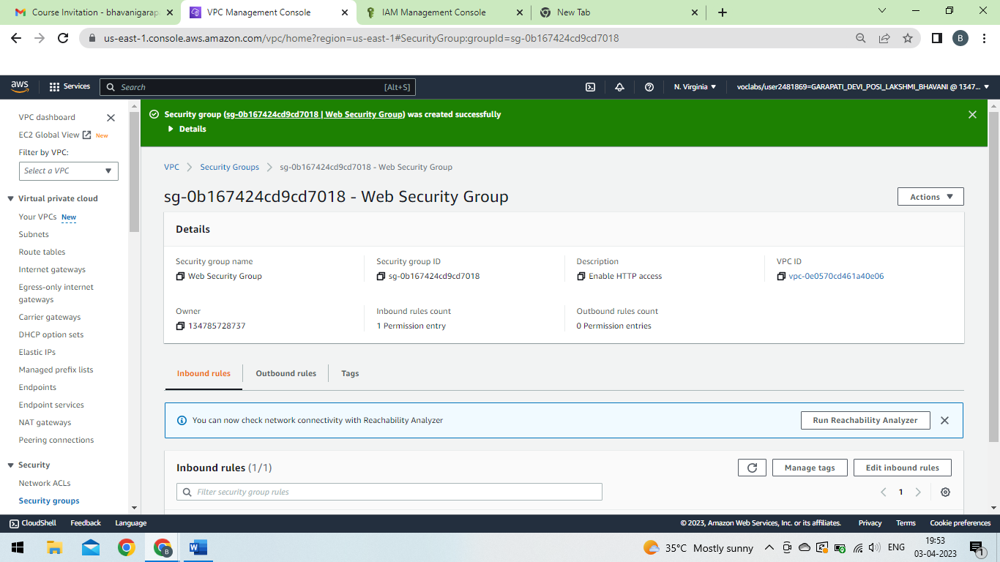 Course Invitation - bhavanigarap
VPC Management Console
IAM Management Console
New Tab
us-east-1.console.aws.amazon.com/vpc/home?region=us-east-1#SecurityGroup:groupId=sg-0b167424cd9cd7018
B
aws
Services
Search
[Alt+S]
N. Virginia
voclabs/user2481869=GARAPATI_DEVI_POSI_LAKSHMI_BHAVANI @ 1347...
VPC dashboard
EC2 Global View New
Filter by VPC:
Select a VPC
Virtual private cloud
Your VPCs New
Subnets
Route tables
Internet gateways
Egress-only internet
gateways
Carrier gateways
DHCP option sets
Elastic IPs
Managed prefix lists
Endpoints
Endpoint services
NAT gateways
Peering connections
Security
Network ACLs
Security groups
Security group (sg-0b167424cd9cd7018 | Web Security Group) was created successfully
Details
VPC
Security Groups
sg-0b167424cd9cd7018 - Web Security Group
sg-0b167424cd9cd7018 - Web Security Group
Actions
Details
Security group name
Web Security Group
Security group ID
sg-0b167424cd9cd7018
Description
Enable HTTP access
VPC ID
vpc-0e0570cd461a40e06
Owner
134785728737
Inbound rules count
1 Permission entry
Outbound rules count
0 Permission entries
Inbound rules
Outbound rules
Tags
You can now check network connectivity with Reachability Analyzer
Run Reachability Analyzer
Inbound rules (1/1)
Manage tags
Edit inbound rules
Filter security group rules
1
CloudShell
Feedback
Language
© 2023, Amazon Web Services, Inc. or its affiliates.
Privacy
Terms
Cookie preferences
B
W
35°C Mostly sunny
ENG
19:53
03-04-2023
1